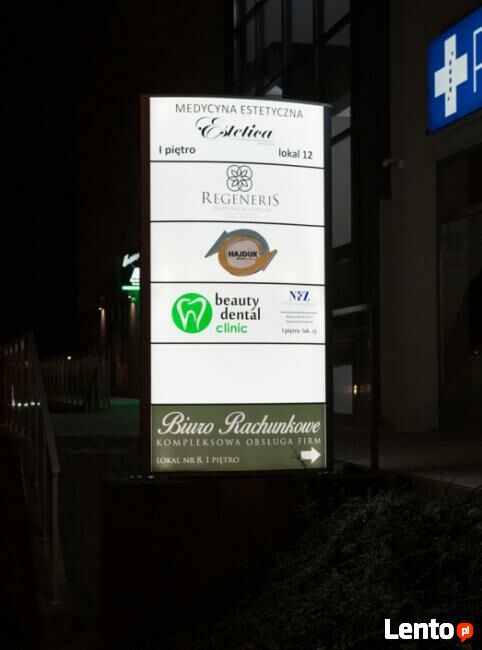 MEDYCYNA ESTETYCZNA
Estetica
I piętro lokal 12
REGENERIS
HAJDUK
beauty dental clinic
NFZ
I piętro lok. 13
Biuro Rachunkowe
KOMPLEKSOWA OBSŁUGA FIRM
LOKAL NR 8, I PIĘTRO
Lento.pl